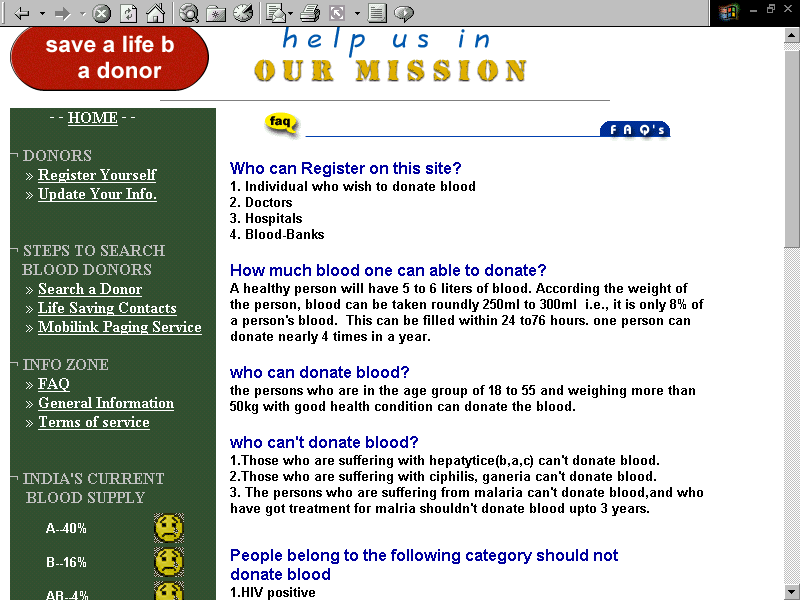 save a life b
a donor
help us in
OUR MISSION
- - HOME - -
faq
FAQ's
¬ DONORS
» Register Yourself
» Update Your Info.
¬ STEPS TO SEARCH
BLOOD DONORS
» Search a Donor
» Life Saving Contacts
» Mobilink Paging Service
¬ INFO ZONE
» FAQ
» General Information
» Terms of service
¬ INDIA'S CURRENT
BLOOD SUPPLY
A--40%
B--16%
AB--4%
Who can Register on this site?
1. Individual who wish to donate blood
2. Doctors
3. Hospitals
4. Blood-Banks
How much blood one can able to donate?
A healthy person will have 5 to 6 liters of blood. According the weight of
the person, blood can be taken roundly 250ml to 300ml i.e., it is only 8% of
a person's blood. This can be filled within 24 to76 hours. one person can
donate nearly 4 times in a year.
who can donate blood?
the persons who are in the age group of 18 to 55 and weighing more than
50kg with good health condition can donate the blood.
who can't donate blood?
1.Those who are suffering with hepatytice(b,a,c) can't donate blood.
2.Those who are suffering with ciphilis, ganeria can't donate blood.
3. The persons who are suffering from malaria can't donate blood,and who
have got treatment for malria shouldn't donate blood upto 3 years.
People belong to the following category should not
donate blood
1.HIV positive